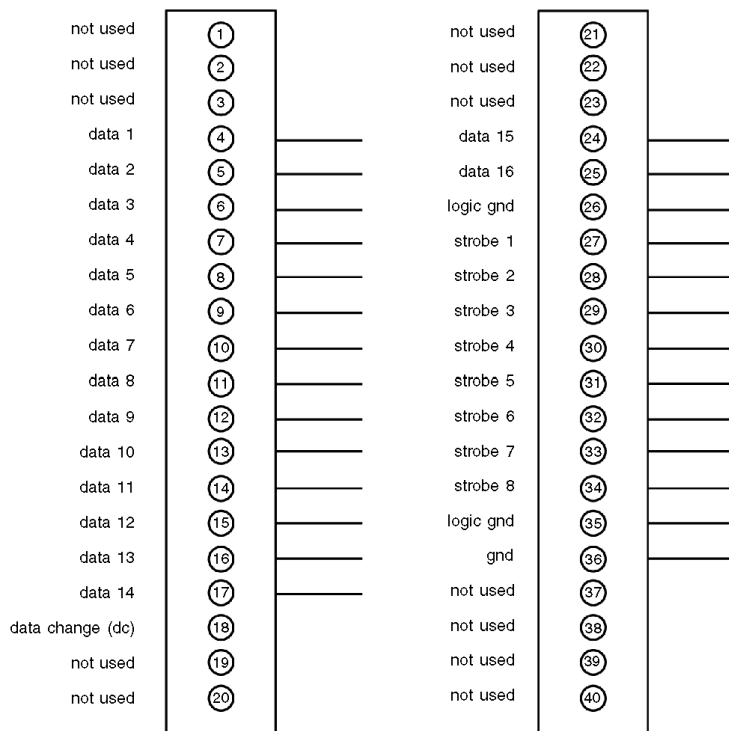 not used 1
not used 2
not used 3
data 1 4
data 2 5
data 3 6
data 4 7
data 5 8
data 6 9
data 7 10
data 8 11
data 9 12
data 10 13
data 11 14
data 12 15
data 13 16
data 14 17
data change (dc) 18
not used 19
not used 20
not used 21
not used 22
not used 23
data 15 24
data 16 25
logic gnd 26
strobe 1 27
strobe 2 28
strobe 3 29
strobe 4 30
strobe 5 31
strobe 6 32
strobe 7 33
strobe 8 34
logic gnd 35
gnd 36
not used 37
not used 38
not used 39
not used 40